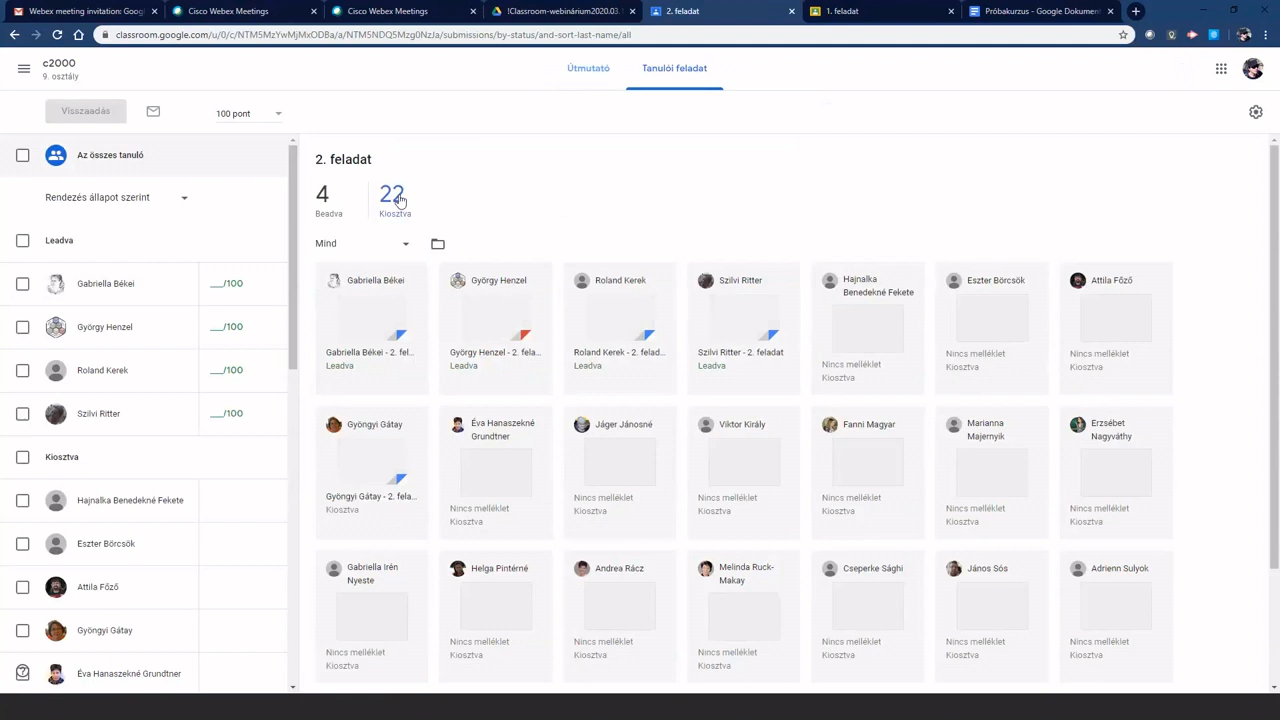 Webex meeting invitation: Googl
Cisco Webex Meetings
Cisco Webex Meetings
!Classroom-webinárium2020.03.
2. feladat
1. feladat
Próbakurzus - Google Dokument
classroom.google.com/u/0/c/NTM5MzYwMjMxODBa/a/NTM5NDQ5Mzg0NzJa/submissions/by-status/and-sort-last-name/all
c2000
9. osztály
Útmutató
Tanulói feladat
Visszaadás
100 pont
Az összes tanuló
Rendezés állapot szerint
Leadva
Gabriella Békei
___/100
György Henzel
___/100
Roland Kerek
___/100
Szilvi Ritter
___/100
Kiosztva
Hajnalka Benedekné Fekete
Eszter Börcsök
Attila Főző
Gyöngyi Gátay
Éva Hanaszekné Grundtner
2. feladat
4
22
Beadva
Kiosztva
Mind
Gabriella Békei
Gabriella Békei - 2. fel...
Leadva
György Henzel
György Henzel - 2. fela...
Leadva
Roland Kerek
Roland Kerek - 2. felad...
Leadva
Szilvi Ritter
Szilvi Ritter - 2. feladat
Leadva
Hajnalka
Benedekné Fekete
Nincs melléklet
Kiosztva
Eszter Börcsök
Nincs melléklet
Kiosztva
Attila Főző
Nincs melléklet
Kiosztva
Gyöngyi Gátay
Gyöngyi Gátay - 2. fela...
Kiosztva
Éva Hanaszekné
Grundtner
Nincs melléklet
Kiosztva
Jáger Jánosné
Nincs melléklet
Kiosztva
Viktor Király
Nincs melléklet
Kiosztva
Fanni Magyar
Nincs melléklet
Kiosztva
Marianna
Majernyik
Nincs melléklet
Kiosztva
Erzsébet
Nagyváthy
Nincs melléklet
Kiosztva
Gabriella Irén
Nyeste
Nincs melléklet
Kiosztva
Helga Pintérné
Nincs melléklet
Kiosztva
Andrea Rácz
Nincs melléklet
Kiosztva
Melinda Ruck-
Makay
Nincs melléklet
Kiosztva
Cseperke Sághi
Nincs melléklet
Kiosztva
János Sós
Nincs melléklet
Kiosztva
Adrienn Sulyok
Nincs melléklet
Kiosztva